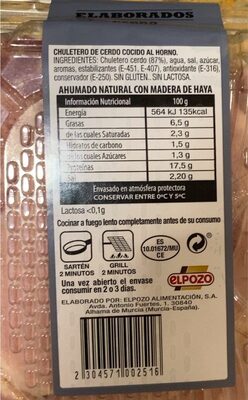 ELABORADOS
CHULETERO DE CERDO COCIDO AL HORNO.
INGREDIENTES: Chuletero cerdo (87%), agua, sal, azúcar,
aromas, estabilizantes (E-451, E-407), antioxidante (E-316),
conservador (E-250). SIN GLUTEN. SIN LACTOSA.
AHUMADO NATURAL CON MADERA DE HAYA
Información Nutricional 100 g
Energía 564 kJ 135kcal
Grasas 6,5 g
de las cuales Saturadas 2,3 g
Hidratos de carbono 1,5 g
de los cuales Azúcares 1,3 g
Proteínas 17,5 g
Sal 2,20 g
Envasado en atmósfera protectora
CONSERVAR ENTRE 0ºC Y 5ºC
Lactosa <0,1g
Cocinar a fuego lento completamente antes de su consumo
SARTÉN
2 MINUTOS
GRILL
2 MINUTOS
ES
10.01672/MU
CE
ELPOZO
Una vez abierto el envase
consumir en 2 o 3 días.
ELABORADO POR: ELPOZO ALIMENTACIÓN, S.A.
Avda. Antonio Fuertes, 1. 30840
Alhama de Murcia (Murcia-España).
2 304571 002516